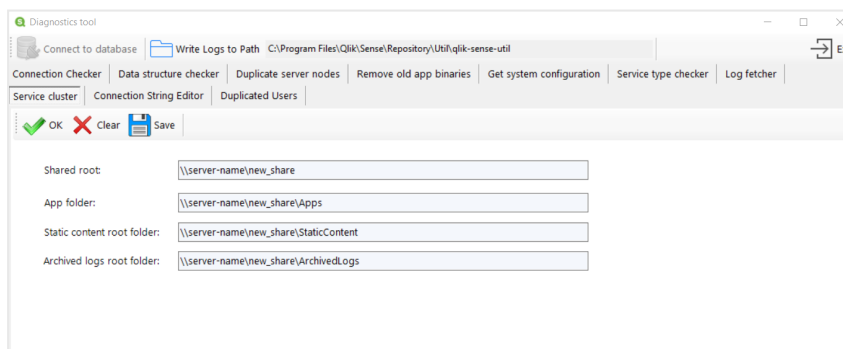 Diagnostics tool
Connect to database Write Logs to Path C:\Program Files\Qlik\Sense\Repository\Util\qlik-sense-util
Connection Checker Data structure checker Duplicate server nodes Remove old app binaries Get system configuration Service type checker Log fetcher
Service cluster Connection String Editor Duplicated Users
OK Clear Save
Shared root: \\server-name\new_share
App folder: \\server-name\new_share\Apps
Static content root folder: \\server-name\new_share\StaticContent
Archived logs root folder: \\server-name\new_share\ArchivedLogs